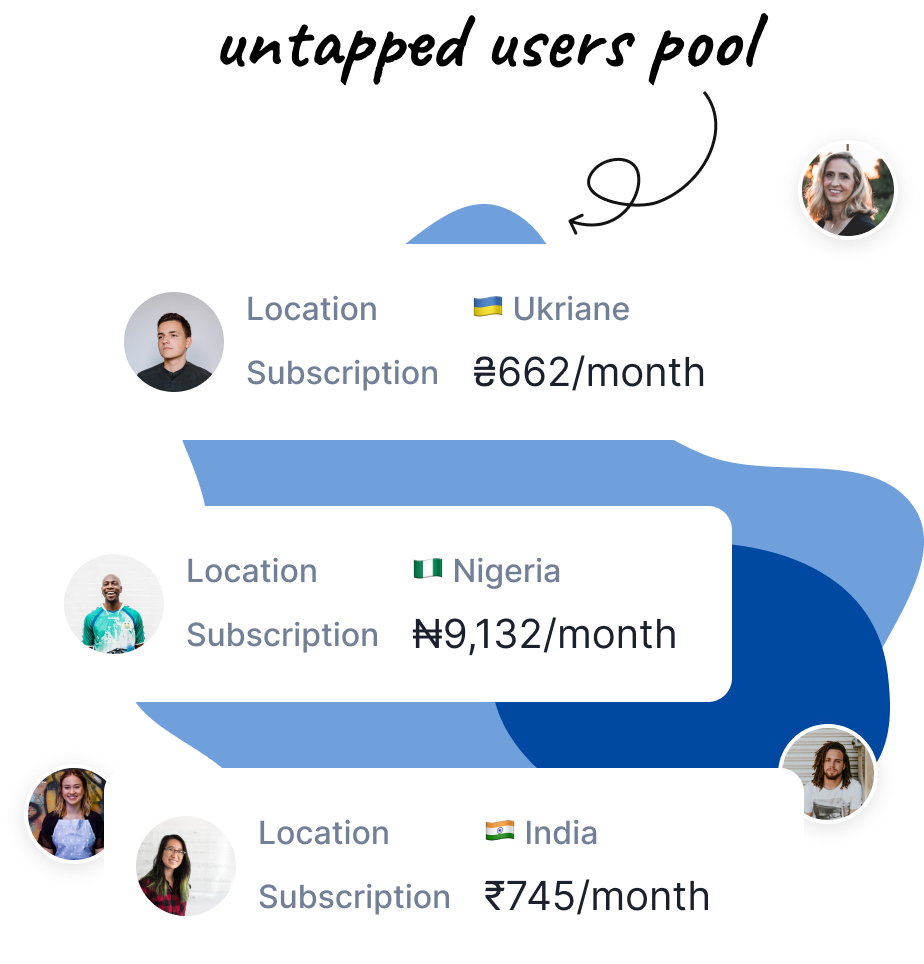 untapped users pool
Location 🇺🇦 Ukriane
Subscription ₴662/month
Location 🇳🇬 Nigeria
Subscription ₦9,132/month
Location 🇮🇳 India
Subscription ₹745/month